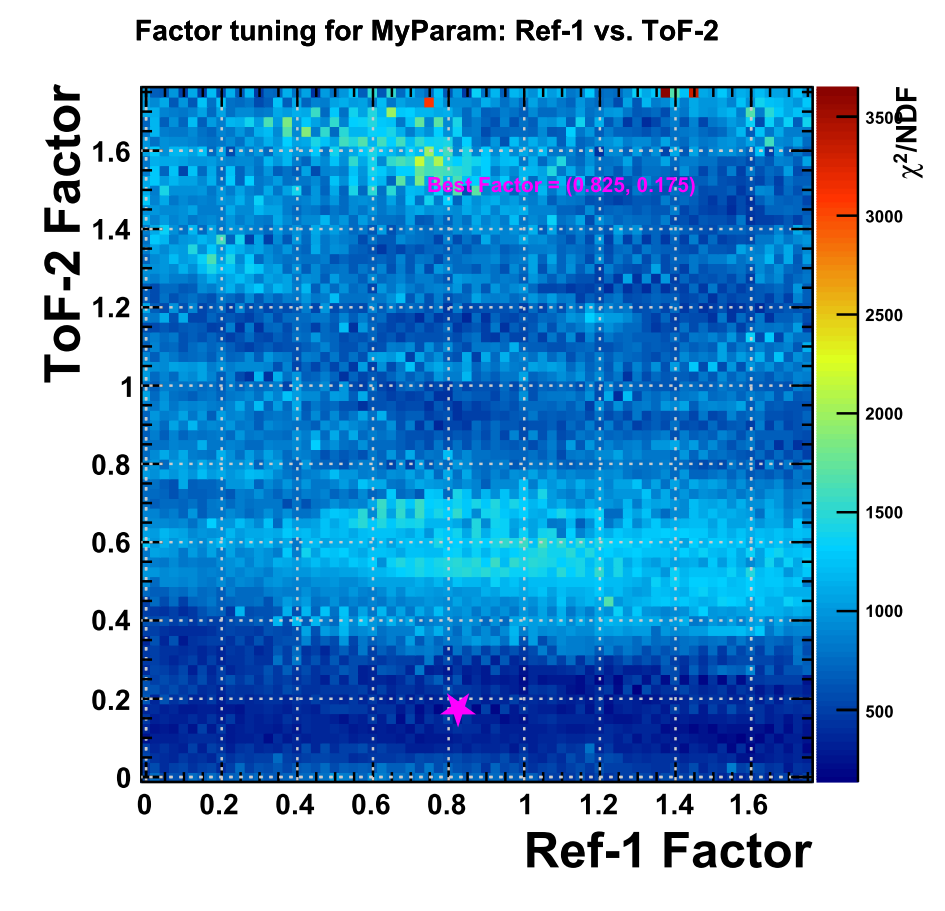 Factor tuning for MyParam: Ref-1 vs. ToF-2
ToF-2 Factor
1.6
1.4
1.2
1
0.8
0.6
0.4
0.2
0
Best Factor = (0.825, 0.175)
0 0.2 0.4 0.6 0.8 1 1.2 1.4 1.6
Ref-1 Factor
3500
3000
2500
2000
1500
1000
500
χ²/NDF